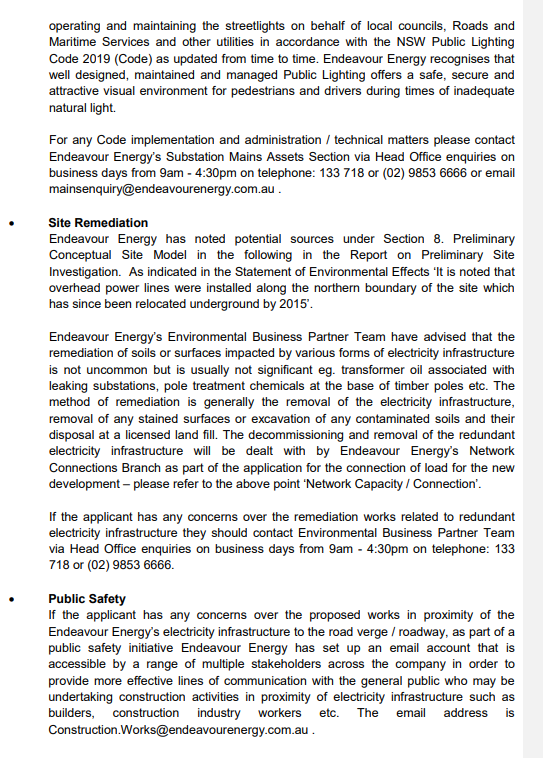 operating and maintaining the streetlights on behalf of local councils, Roads and
Maritime Services and other utilities in accordance with the NSW Public Lighting
Code 2019 (Code) as updated from time to time. Endeavour Energy recognises that
well designed, maintained and managed Public Lighting offers a safe, secure and
attractive visual environment for pedestrians and drivers during times of inadequate
natural light.
For any Code implementation and administration / technical matters please contact
Endeavour Energy's Substation Mains Assets Section via Head Office enquiries on
business days from 9am - 4:30pm on telephone: 133 718 or (02) 9853 6666 or email
mainsenquiry@endeavourenergy.com.au .
• Site Remediation
Endeavour Energy has noted potential sources under Section 8. Preliminary
Conceptual Site Model in the following in the Report on Preliminary Site
Investigation. As indicated in the Statement of Environmental Effects 'It is noted that
overhead power lines were installed along the northern boundary of the site which
has since been relocated underground by 2015'.
Endeavour Energy's Environmental Business Partner Team have advised that the
remediation of soils or surfaces impacted by various forms of electricity infrastructure
is not uncommon but is usually not significant eg. transformer oil associated with
leaking substations, pole treatment chemicals at the base of timber poles etc. The
method of remediation is generally the removal of the electricity infrastructure,
removal of any stained surfaces or excavation of any contaminated soils and their
disposal at a licensed land fill. The decommissioning and removal of the redundant
electricity infrastructure will be dealt with by Endeavour Energy's Network
Connections Branch as part of the application for the connection of load for the new
development – please refer to the above point 'Network Capacity / Connection'.
If the applicant has any concerns over the remediation works related to redundant
electricity infrastructure they should contact Environmental Business Partner Team
via Head Office enquiries on business days from 9am - 4:30pm on telephone: 133
718 or (02) 9853 6666.
• Public Safety
If the applicant has any concerns over the proposed works in proximity of the
Endeavour Energy's electricity infrastructure to the road verge / roadway, as part of a
public safety initiative Endeavour Energy has set up an email account that is
accessible by a range of multiple stakeholders across the company in order to
provide more effective lines of communication with the general public who may be
undertaking construction activities in proximity of electricity infrastructure such as
builders, construction industry workers etc. The email address is
Construction.Works@endeavourenergy.com.au .